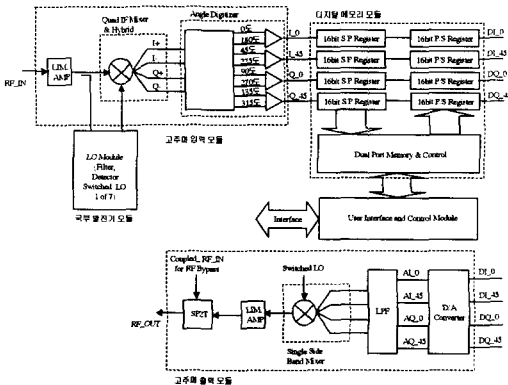 Quad IF Mixer
& Hybrid
Angle Digitizer
디지탈 메모리 모듈
RF_IN
LIM.
AMP
I+
I-
Q+
Q-
0도
180도
45도
225도
90도
270도
135도
315도
I_0
I_45
Q_0
Q_45
16bit S/P Register
16bit P/S Register
DI_0
16bit S/P Register
16bit P/S Register
DI_45
16bit S/P Register
16bit P/S Register
DQ_0
16bit S/P Register
16bit P/S Register
DQ_4
LO Module
(Filter,
Detector
Switched LO
1 of 7)
국부 발진기 모듈
고주파 입력 모듈
Dual Port Memory & Control
Interface
User Interface and Control Module
Coupled_RF_IN
for RF Bypass
Switched LO
RF_OUT
SP2T
LIM.
AMP
Single Side
Band Mixer
LPF
AI_0
AI_45
AQ_0
AQ_45
D/A
Converter
DI_0
DI_45
DQ_0
DQ_45
고주파 출력 모듈